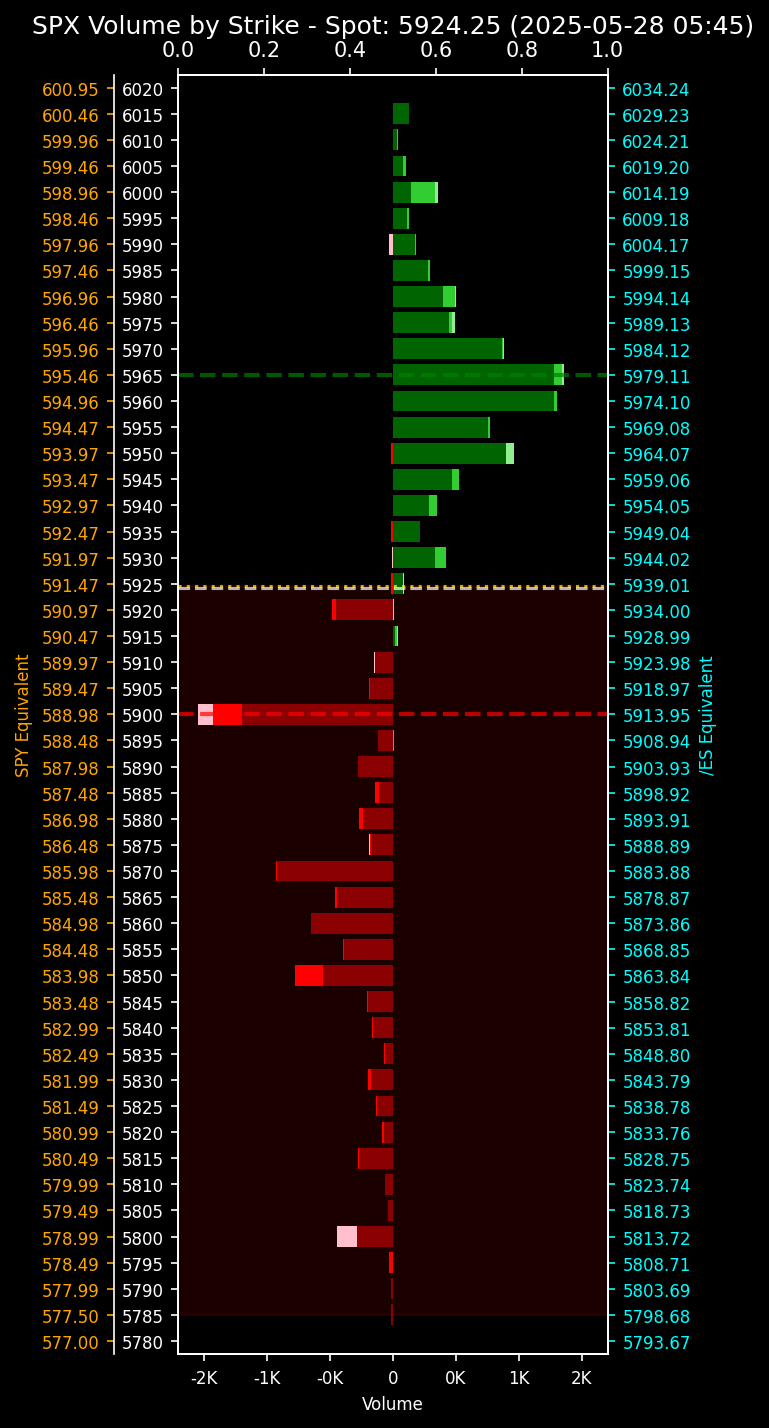 SPX Volume by Strike - Spot: 5924.25 (2025-05-28 05:45)
0.0 0.2 0.4 0.6 0.8 1.0
600.95 6020 6034.24
600.46 6015 6029.23
599.96 6010 6024.21
599.46 6005 6019.20
598.96 6000 6014.19
598.46 5995 6009.18
597.96 5990 6004.17
597.46 5985 5999.15
596.96 5980 5994.14
596.46 5975 5989.13
595.96 5970 5984.12
595.46 5965 5979.11
594.96 5960 5974.10
594.47 5955 5969.08
593.97 5950 5964.07
593.47 5945 5959.06
592.97 5940 5954.05
592.47 5935 5949.04
591.97 5930 5944.02
591.47 5925 5939.01
590.97 5920 5934.00
590.47 5915 5928.99
589.97 5910 5923.98
589.47 5905 5918.97
588.98 5900 5913.95
588.48 5895 5908.94
587.98 5890 5903.93
587.48 5885 5898.92
586.98 5880 5893.91
586.48 5875 5888.89
585.98 5870 5883.88
585.48 5865 5878.87
584.98 5860 5873.86
584.48 5855 5868.85
583.98 5850 5863.84
583.48 5845 5858.82
582.99 5840 5853.81
582.49 5835 5848.80
581.99 5830 5843.79
581.49 5825 5838.78
580.99 5820 5833.76
580.49 5815 5828.75
579.99 5810 5823.74
579.49 5805 5818.73
578.99 5800 5813.72
578.49 5795 5808.71
577.99 5790 5803.69
577.50 5785 5798.68
577.00 5780 5793.67
SPY Equivalent
/ES Equivalent
-2K -1K -0K 0 0K 1K 2K
Volume